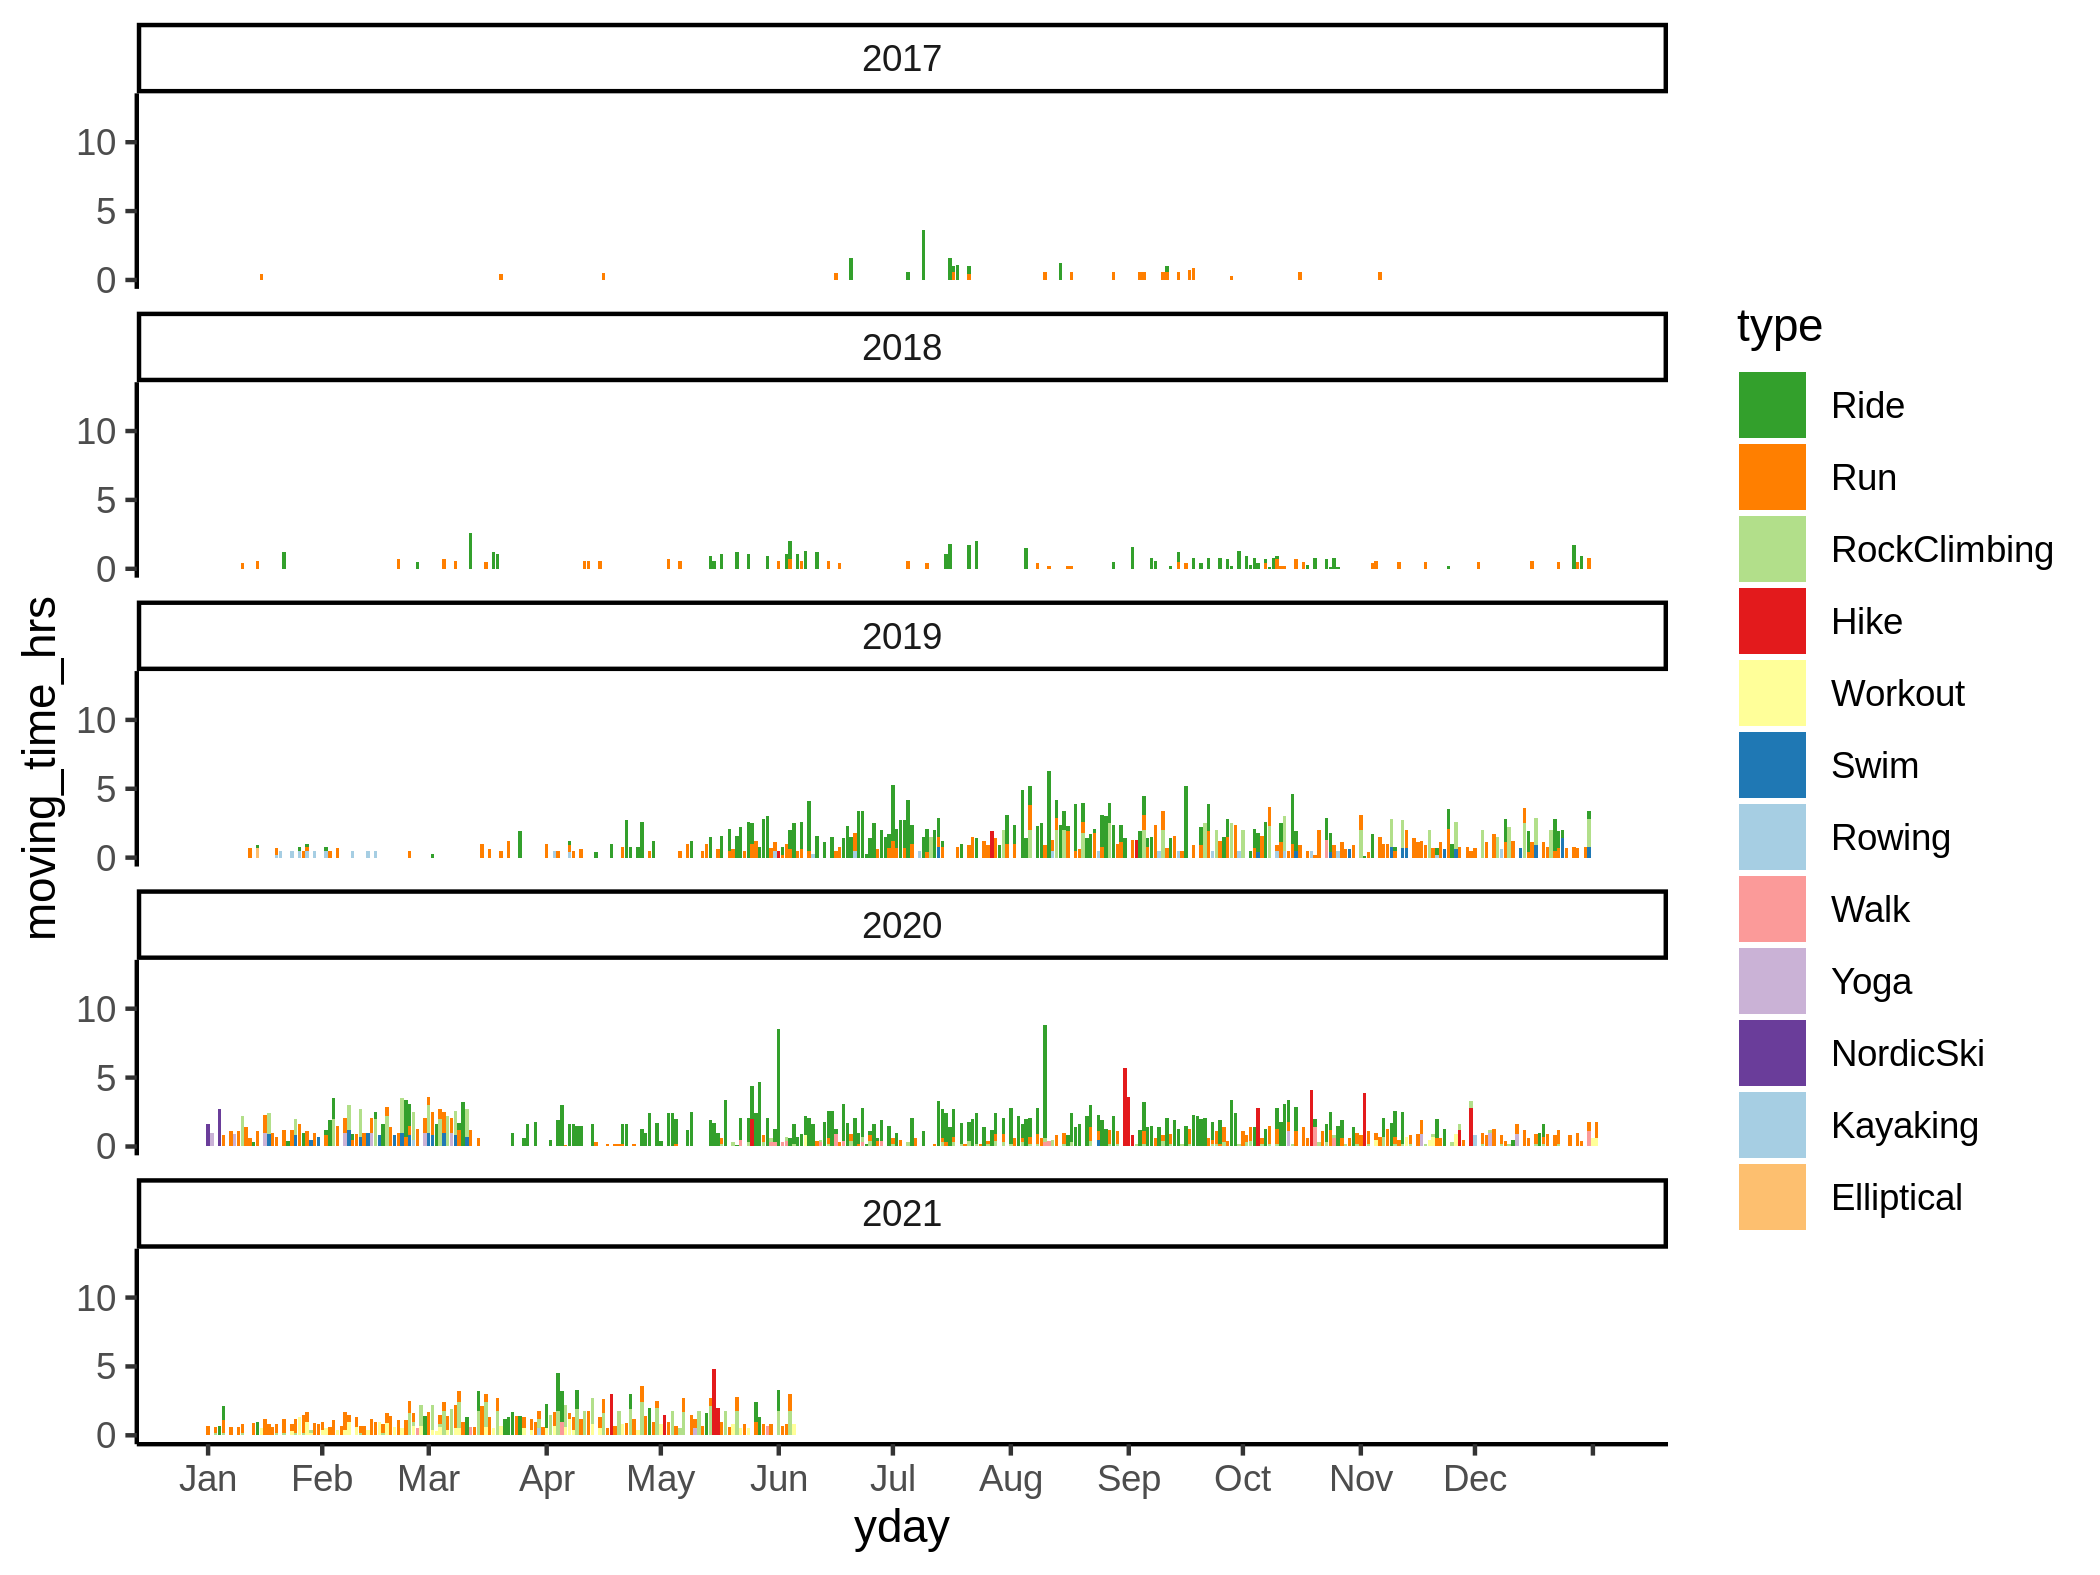 2017
10
5
0
2018
10
5
0
2019
10
5
0
2020
10
5
0
2021
10
5
0
Jan Feb Mar Apr May Jun Jul Aug Sep Oct Nov Dec
yday
moving_time_hrs
type
Ride
Run
RockClimbing
Hike
Workout
Swim
Rowing
Walk
Yoga
NordicSki
Kayaking
Elliptical